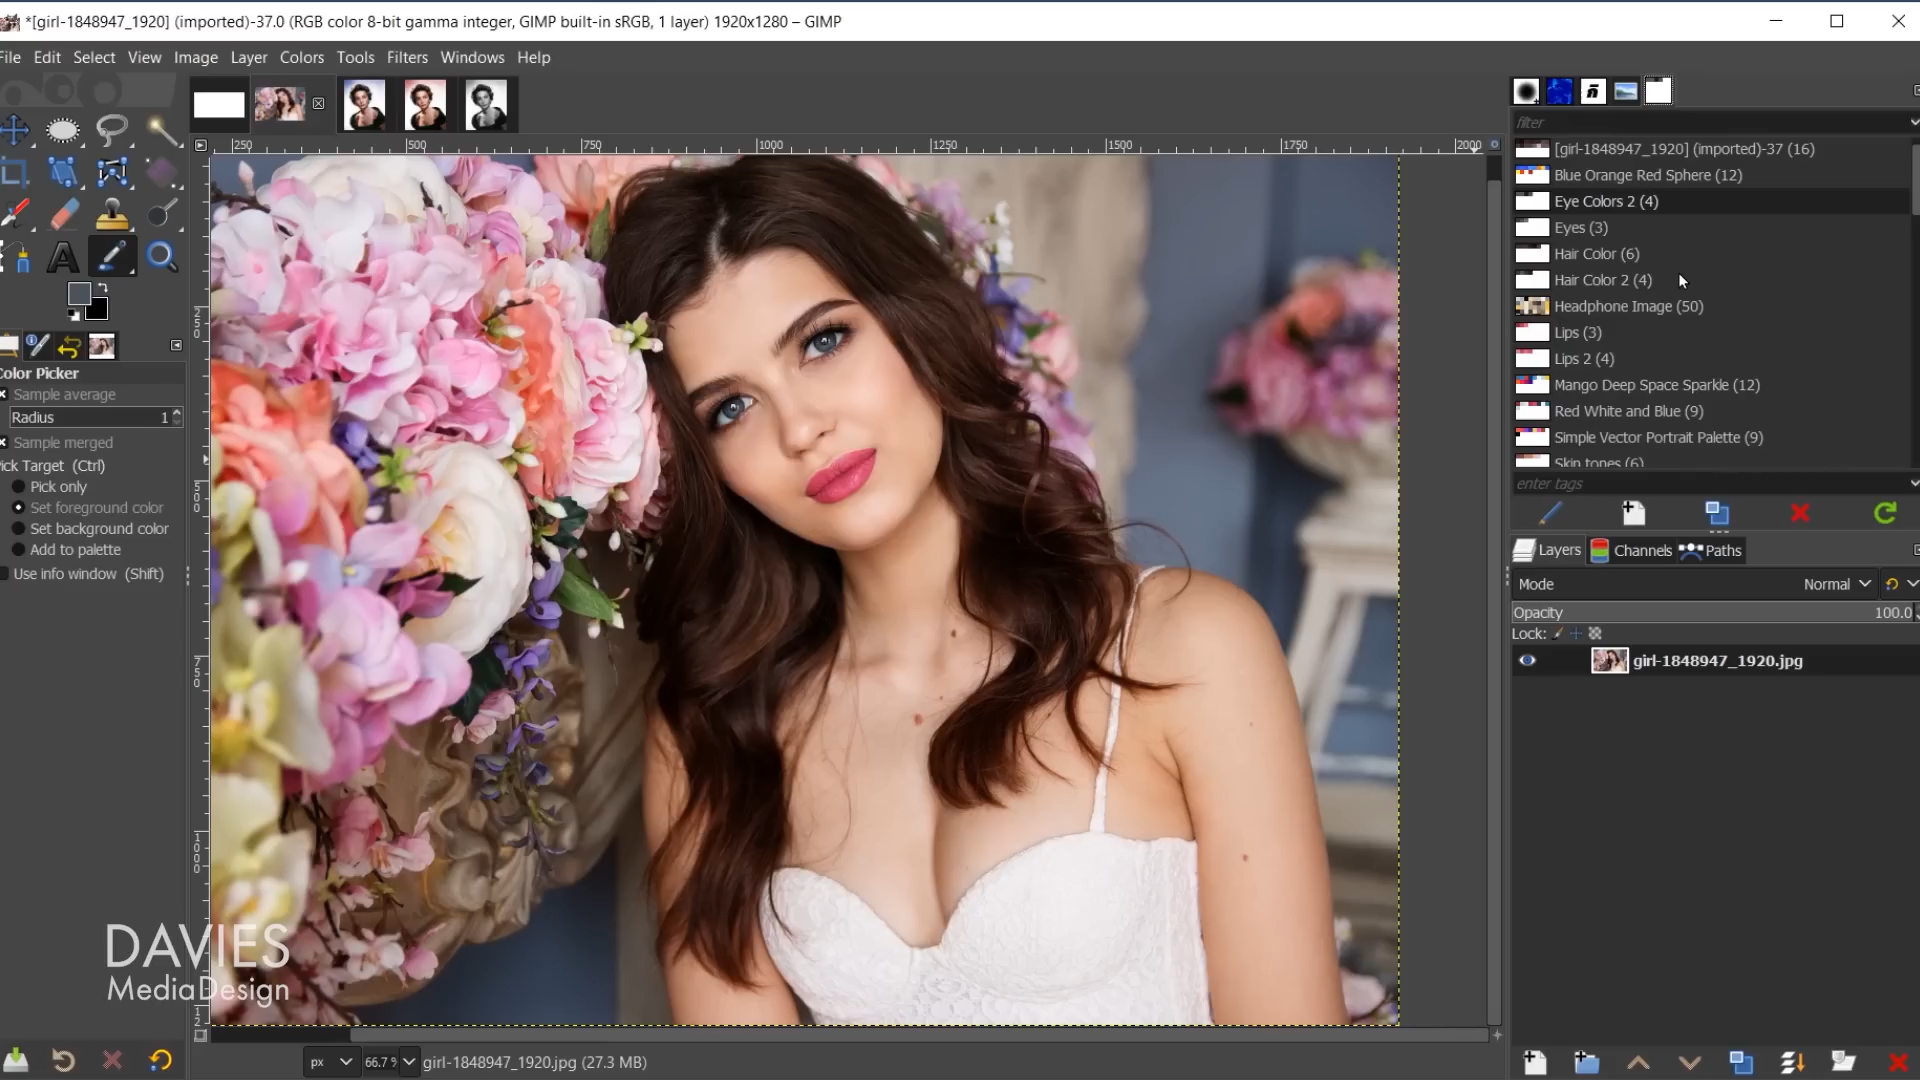 *[girl-1848947_1920] (imported)-37.0 (RGB color 8-bit gamma integer, GIMP built-in sRGB, 1 layer) 1920x1280 – GIMP
File Edit Select View Image Layer Colors Tools Filters Windows Help
250 500 750 1000 1250 1500 1750 2000
250
500
750
1000
Color Picker
Sample average
Radius 1
Sample merged
Pick Target (Ctrl)
Pick only
Set foreground color
Set background color
Add to palette
Use info window (Shift)
DAVIES
MediaDesign
px 66.7 % girl-1848947_1920.jpg (27.3 MB)
filter
[girl-1848947_1920] (imported)-37 (16)
Blue Orange Red Sphere (12)
Eye Colors 2 (4)
Eyes (3)
Hair Color (6)
Hair Color 2 (4)
Headphone Image (50)
Lips (3)
Lips 2 (4)
Mango Deep Space Sparkle (12)
Red White and Blue (9)
Simple Vector Portrait Palette (9)
Skin tones (6)
enter tags
Layers Channels Paths
Mode Normal
Opacity 100.0
Lock:
girl-1848947_1920.jpg